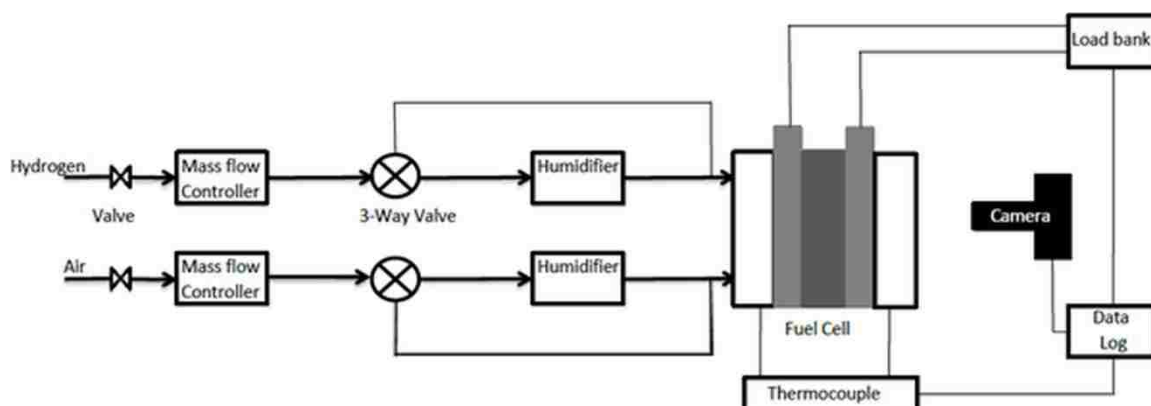 Load bank
Hydrogen
Mass flow
Controller
Humidifier
Valve
3-Way Valve
Camera
Air
Mass flow
Controller
Humidifier
Fuel Cell
Data
Log
Thermocouple